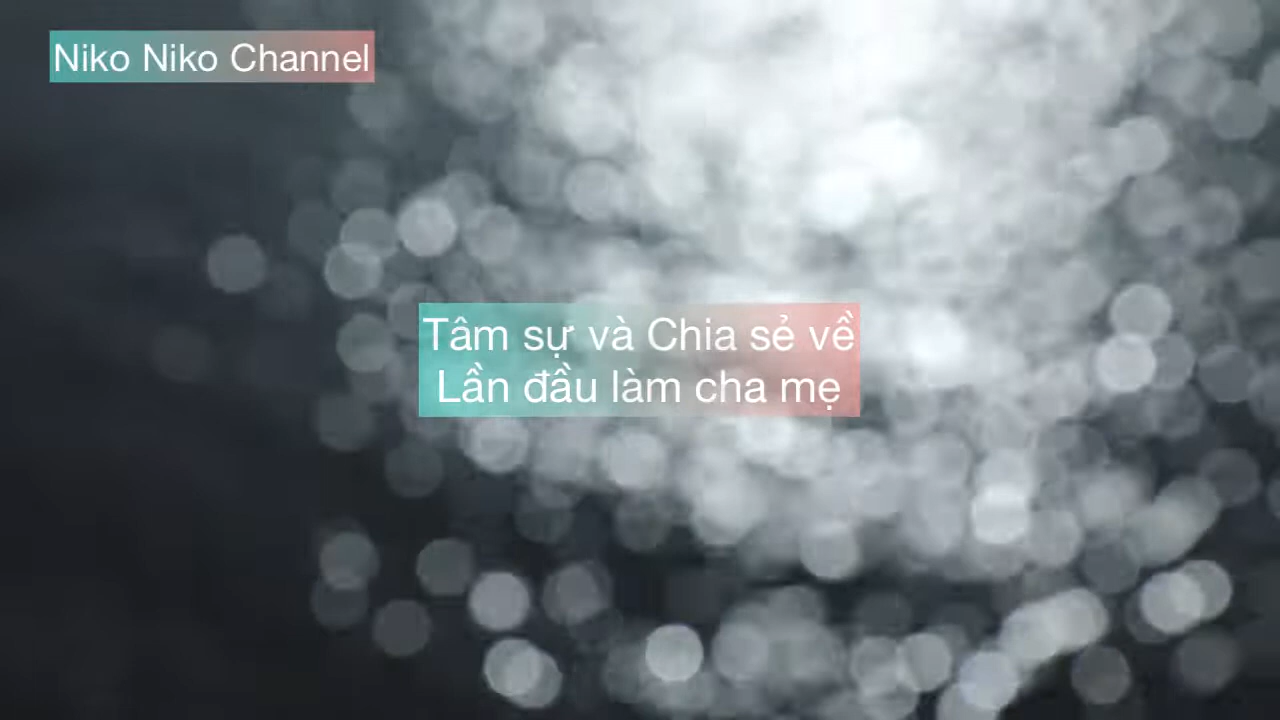 Niko Niko Channel
Tâm sự và Chia sẻ về
Lần đầu làm cha mẹ